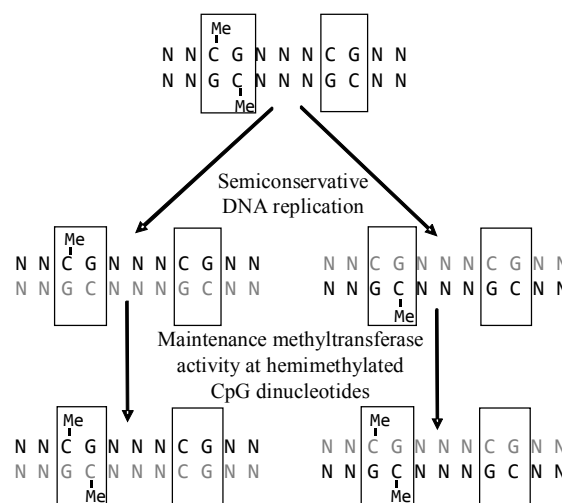 Me
N N C G N N N C G N N
N N G C N N N G C N N
Me
Semiconservative
DNA replication
Me
N N C G N N N C G N N
N N G C N N N G C N N
N N C G N N N C G N N
N N G C N N N G C N N
Me
Maintenance methyltransferase
activity at hemimethylated
CpG dinucleotides
Me
N N C G N N N C G N N
N N G C N N N G C N N
Me
Me
N N C G N N N C G N N
N N G C N N N G C N N
Me